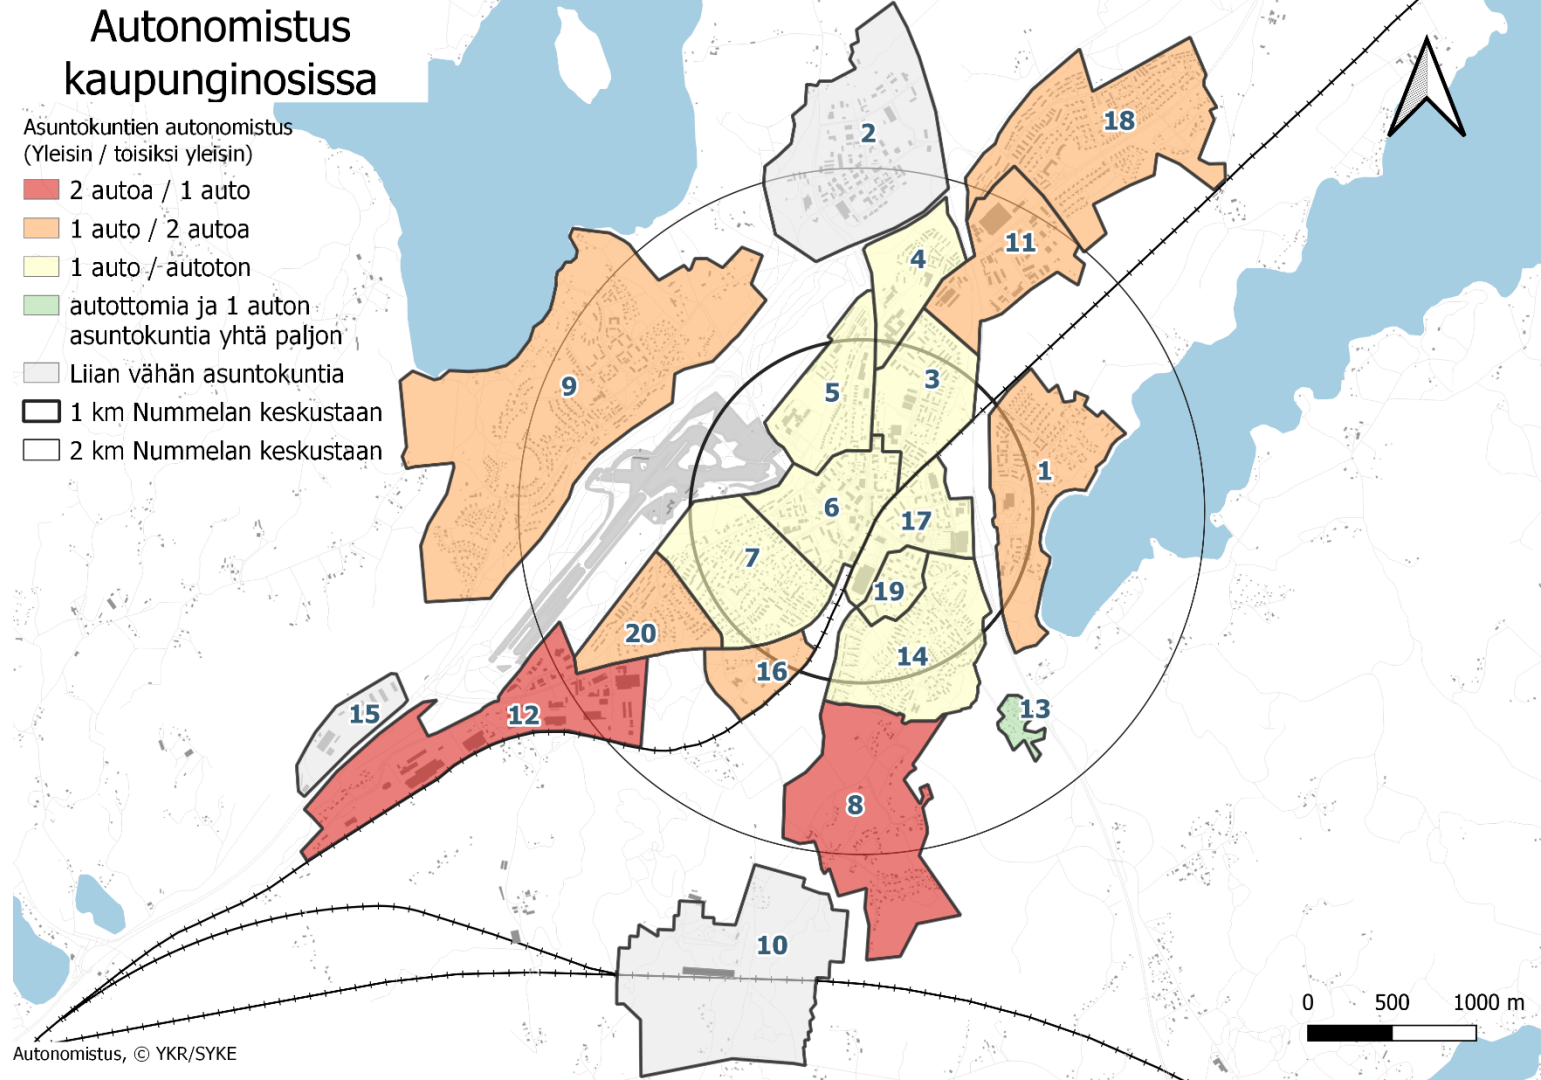 Autonomistus
kaupunginosissa
Asuntokuntien autonomistus
(Yleisin / toisiksi yleisin)
2 autoa / 1 auto
1 auto / 2 autoa
1 auto / autoton
autottomia ja 1 auton
asuntokuntia yhtä paljon
Liian vähän asuntokuntia
1 km Nummelan keskustaan
2 km Nummelan keskustaan
2
18
11
4
9
5
3
1
6
17
7
19
20
14
16
15
12
13
8
10
0 500 1000 m
Autonomistus, © YKR/SYKE